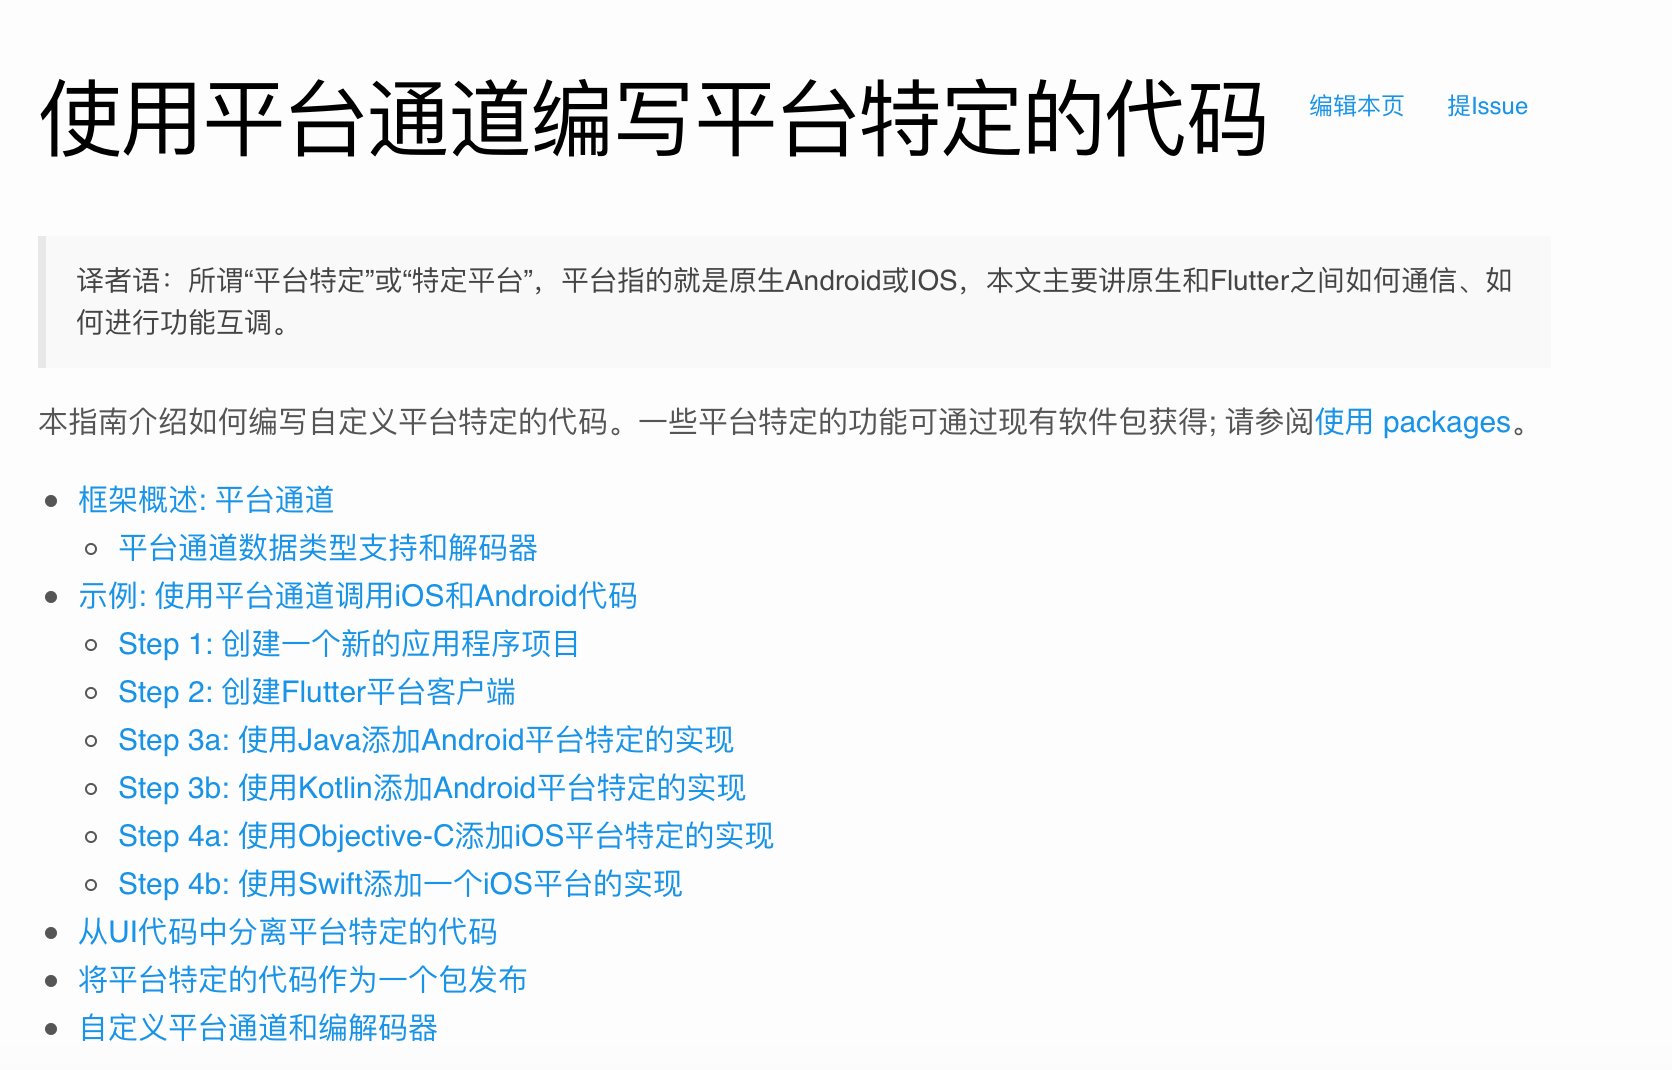 使用平台通道编写平台特定的代码
编辑本页 提Issue
译者语：所谓“平台特定”或“特定平台”，平台指的就是原生Android或IOS，本文主要讲原生和Flutter之间如何通信、如
何进行功能互调。
本指南介绍如何编写自定义平台特定的代码。一些平台特定的功能可通过现有软件包获得; 请参阅使用 packages。
框架概述: 平台通道
平台通道数据类型支持和解码器
示例: 使用平台通道调用iOS和Android代码
Step 1: 创建一个新的应用程序项目
Step 2: 创建Flutter平台客户端
Step 3a: 使用Java添加Android平台特定的实现
Step 3b: 使用Kotlin添加Android平台特定的实现
Step 4a: 使用Objective-C添加iOS平台特定的实现
Step 4b: 使用Swift添加一个iOS平台的实现
从UI代码中分离平台特定的代码
将平台特定的代码作为一个包发布
自定义平台通道和编解码器